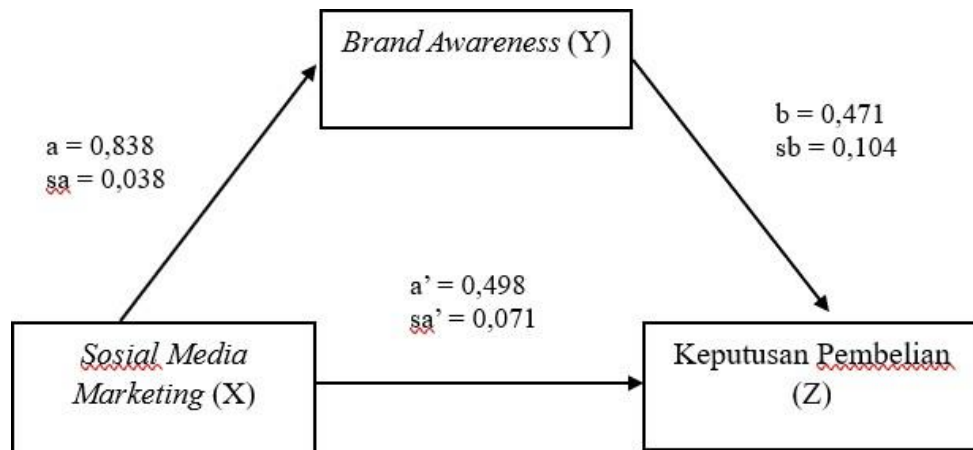 Brand Awareness (Y)
a = 0,838
sa = 0,038
b = 0,471
sb = 0,104
a’ = 0,498
sa’ = 0,071
Sosial Media
Marketing (X)
Keputusan Pembelian
(Z)